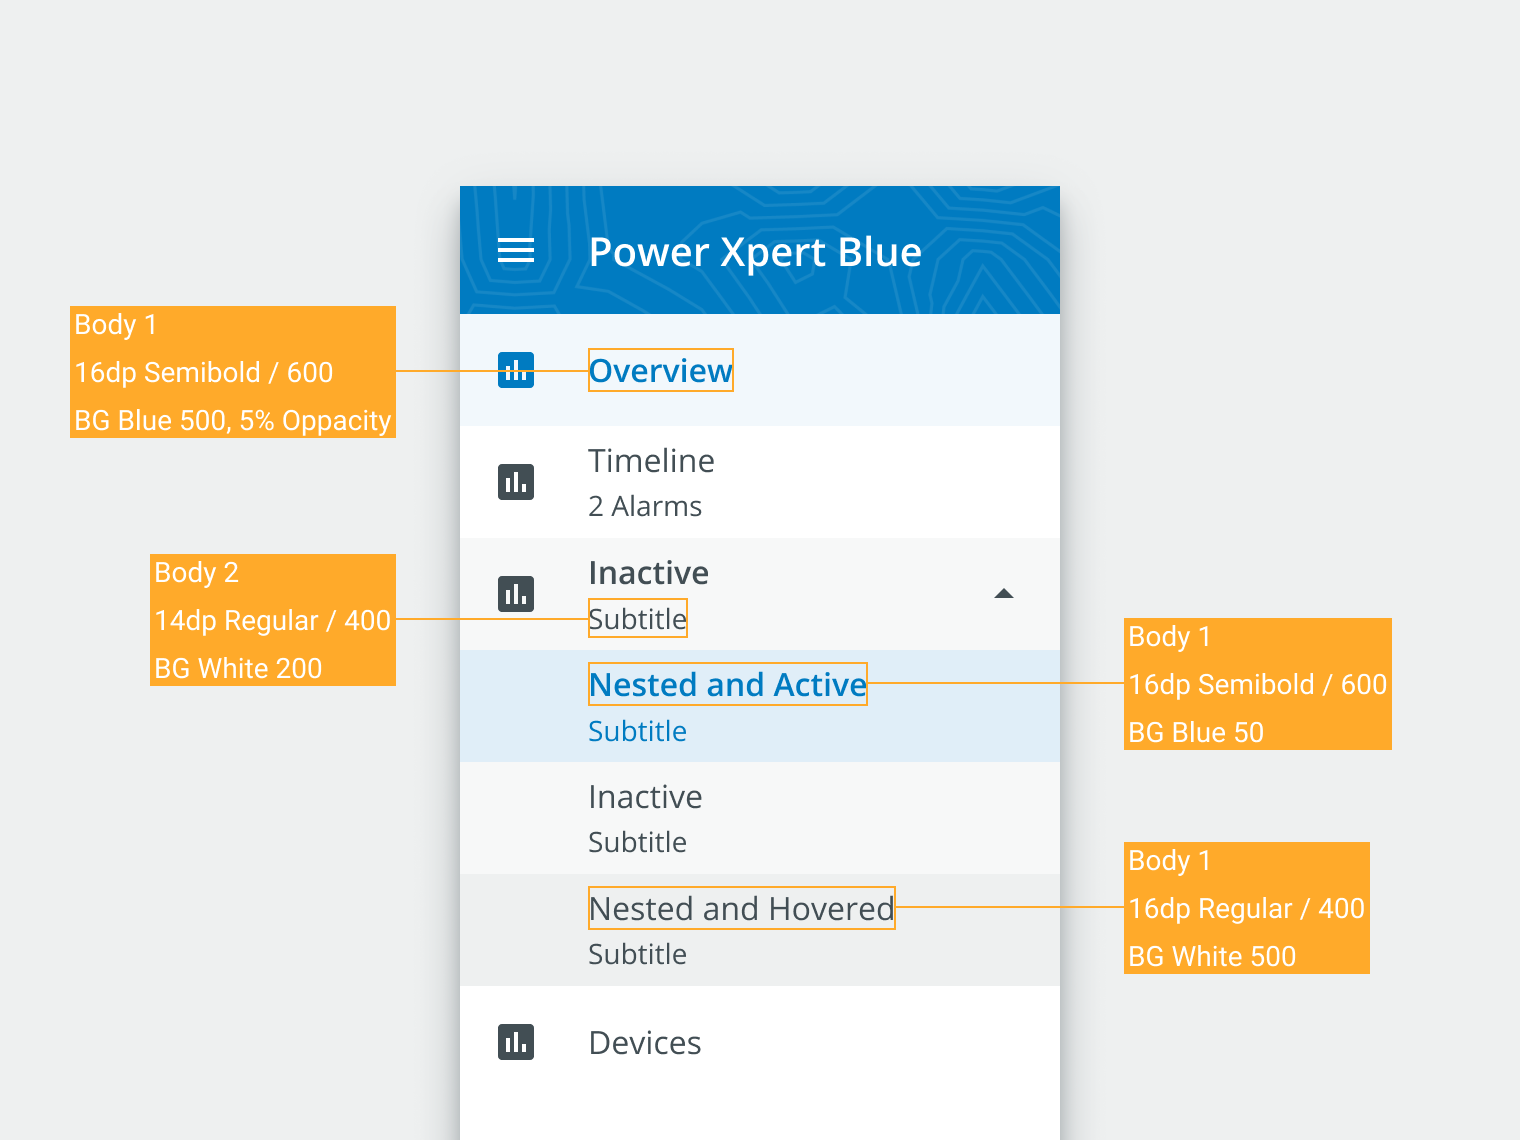 Power Xpert Blue
Body 1
16dp Semibold / 600
BG Blue 500, 5% Oppacity
Overview
Timeline
2 Alarms
Body 2
14dp Regular / 400
BG White 200
Inactive
Subtitle
Nested and Active
Subtitle
Body 1
16dp Semibold / 600
BG Blue 50
Inactive
Subtitle
Nested and Hovered
Subtitle
Body 1
16dp Regular / 400
BG White 500
Devices